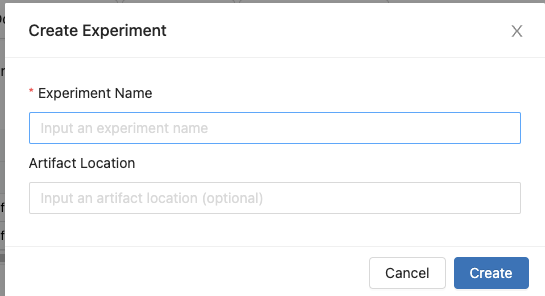 Create Experiment
* Experiment Name
Input an experiment name
Artifact Location
Input an artifact location (optional)
Cancel
Create